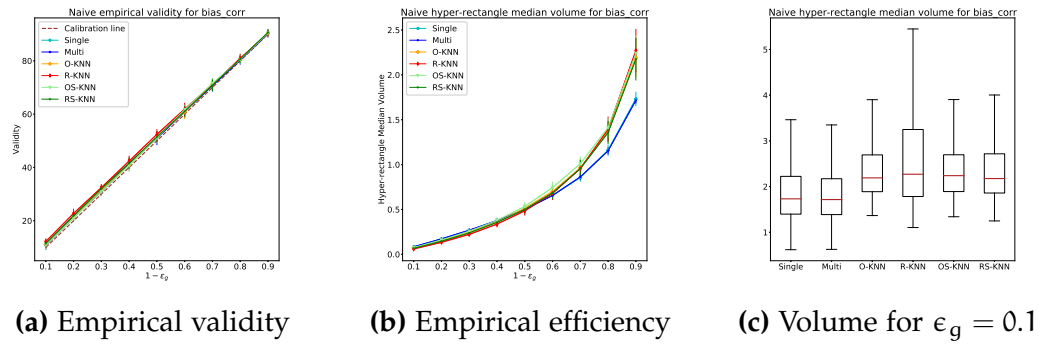 Naive empirical validity for bias_corr
Calibration line
Single
Multi
O-KNN
R-KNN
OS-KNN
RS-KNN
Validity
80
60
40
20
0.1 0.2 0.3 0.4 0.5 0.6 0.7 0.8 0.9
1 − ϵg
(a) Empirical validity
Naive hyper-rectangle median volume for bias_corr
Single
Multi
O-KNN
R-KNN
OS-KNN
RS-KNN
Hyper-rectangle Median Volume
2.5
2.0
1.5
1.0
0.5
0.0
0.1 0.2 0.3 0.4 0.5 0.6 0.7 0.8 0.9
1 − ϵg
(b) Empirical efficiency
Naive hyper-rectangle median volume for bias_corr
5
4
3
2
1
Single Multi O-KNN R-KNN OS-KNN RS-KNN
(c) Volume for ϵg = 0.1